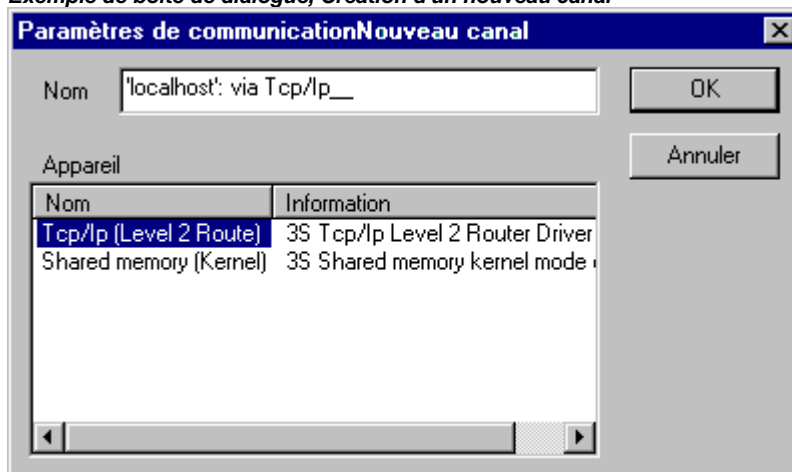 Exemple de boîte de dialogue, Création d'un nouveau canal
Paramètres de communicationNouveau canal
Nom 'localhost': via Tcp/Ip__
OK
Annuler
Appareil
Nom Information
Tcp/Ip (Level 2 Route) 3S Tcp/Ip Level 2 Router Driver
Shared memory (Kernel) 3S Shared memory kernel mode